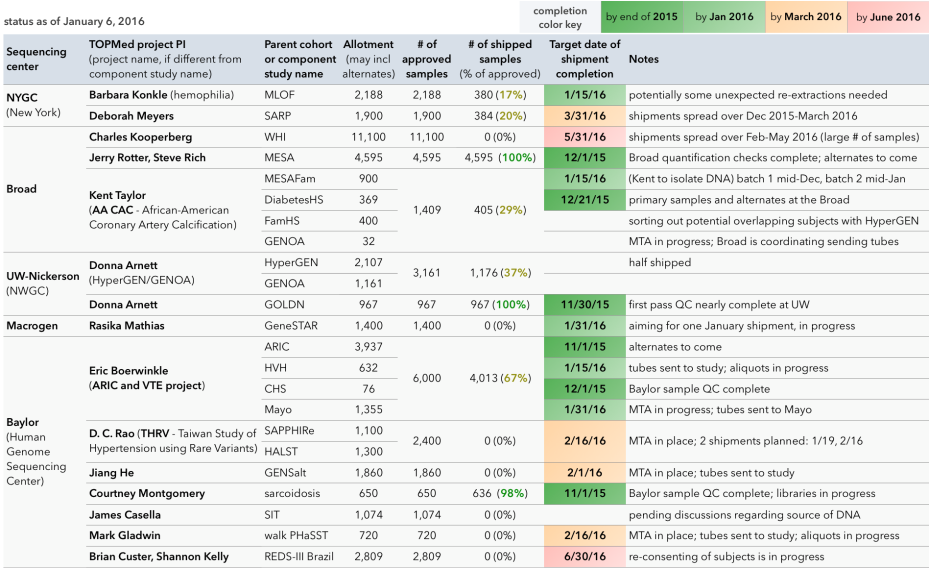 status as of January 6, 2016
completion color key by end of 2015 by Jan 2016 by March 2016 by June 2016
Sequencing center TOPMed project PI (project name, if different from component study name) Parent cohort or component study name Allotment (may incl alternates) # of approved samples # of shipped samples (% of approved) Target date of shipment completion Notes
NYGC (New York) Barbara Konkle (hemophilia) MLOF 2,188 2,188 380 (17%) 1/15/16 potentially some unexpected re-extractions needed
Deborah Meyers SARP 1,900 1,900 384 (20%) 3/31/16 shipments spread over Dec 2015-March 2016
Broad Charles Kooperberg WHI 11,100 11,100 0 (0%) 5/31/16 shipments spread over Feb-May 2016 (large # of samples)
Jerry Rotter, Steve Rich MESA 4,595 4,595 4,595 (100%) 12/1/15 Broad quantification checks complete; alternates to come
Kent Taylor (AA CAC - African-American Coronary Artery Calcification) MESAFam 900 1,409 405 (29%) 1/15/16 (Kent to isolate DNA) batch 1 mid-Dec, batch 2 mid-Jan
DiabetesHS 369 12/21/15 primary samples and alternates at the Broad
FamHS 400 sorting out potential overlapping subjects with HyperGEN
GENOA 32 MTA in progress; Broad is coordinating sending tubes
UW-Nickerson (NWGC) Donna Arnett (HyperGEN/GENOA) HyperGEN 2,107 3,161 1,176 (37%) half shipped
GENOA 1,161
Donna Arnett GOLDN 967 967 967 (100%) 11/30/15 first pass QC nearly complete at UW
Macrogen Rasika Mathias GeneSTAR 1,400 1,400 0 (0%) 1/31/16 aiming for one January shipment, in progress
Baylor (Human Genome Sequencing Center) Eric Boerwinkle (ARIC and VTE project) ARIC 3,937 6,000 4,013 (67%) 11/1/15 alternates to come
HVH 632 1/15/16 tubes sent to study; aliquots in progress
CHS 76 12/1/15 Baylor sample QC complete
Mayo 1,355 1/31/16 MTA in progress; tubes sent to Mayo
D. C. Rao (THRV - Taiwan Study of Hypertension using Rare Variants) SAPPHIRe 1,100 2,400 0 (0%) 2/16/16 MTA in place; 2 shipments planned: 1/19, 2/16
HALST 1,300
Jiang He GENSalt 1,860 1,860 0 (0%) 2/1/16 MTA in place; tubes sent to study
Courtney Montgomery sarcoidosis 650 650 636 (98%) 11/1/15 Baylor sample QC complete; libraries in progress
James Casella SIT 1,074 1,074 0 (0%) pending discussions regarding source of DNA
Mark Gladwin walk PHaSST 720 720 0 (0%) 2/16/16 MTA in place; tubes sent to study; aliquots in progress
Brian Custer, Shannon Kelly REDS-III Brazil 2,809 2,809 0 (0%) 6/30/16 re-consenting of subjects is in progress